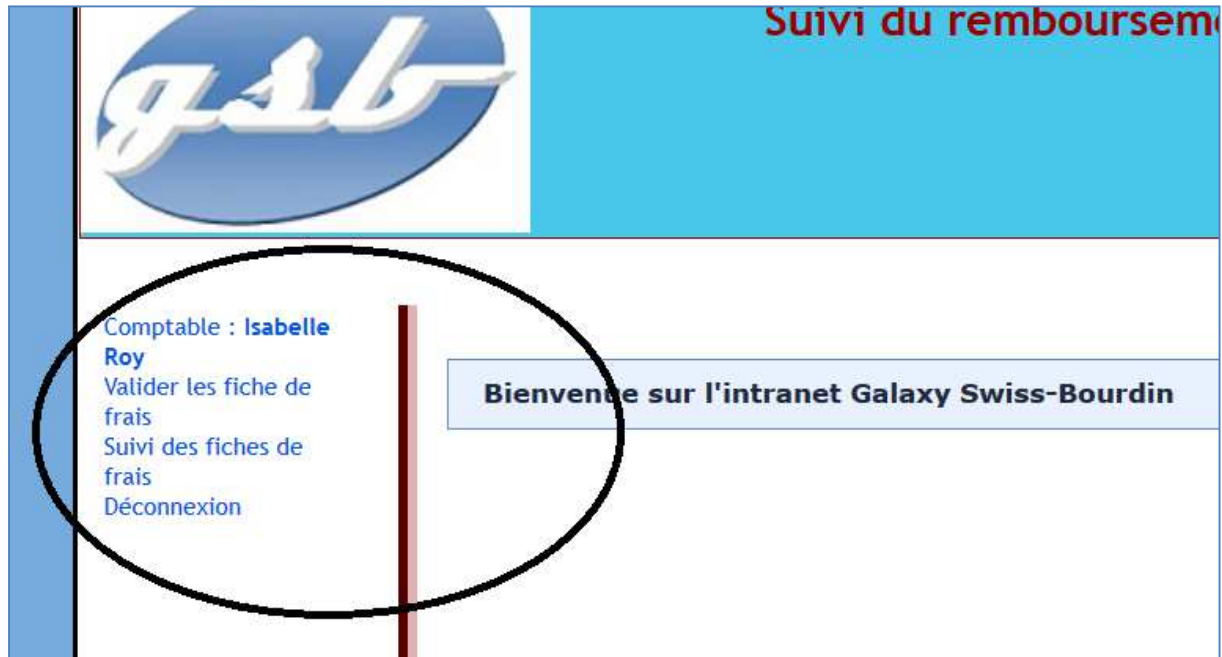 Suivi du rembourseme
gsb
Comptable : Isabelle
Roy
Valider les fiche de
frais
Suivi des fiches de
frais
Déconnexion
Bienvenue sur l'intranet Galaxy Swiss-Bourdin